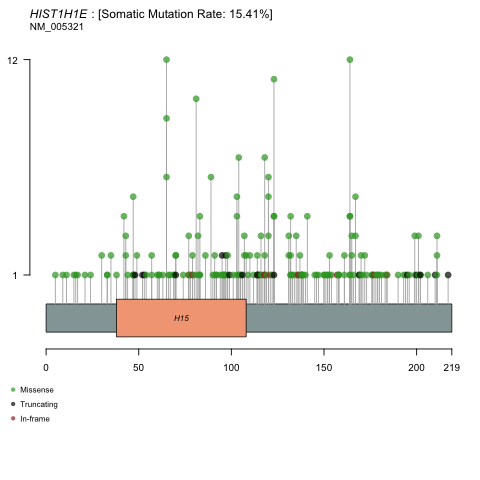 HIST1H1E : [Somatic Mutation Rate: 15.41%]
NM_005321
12
1
H15
0 50 100 150 200 219
Missense
Truncating
In-frame